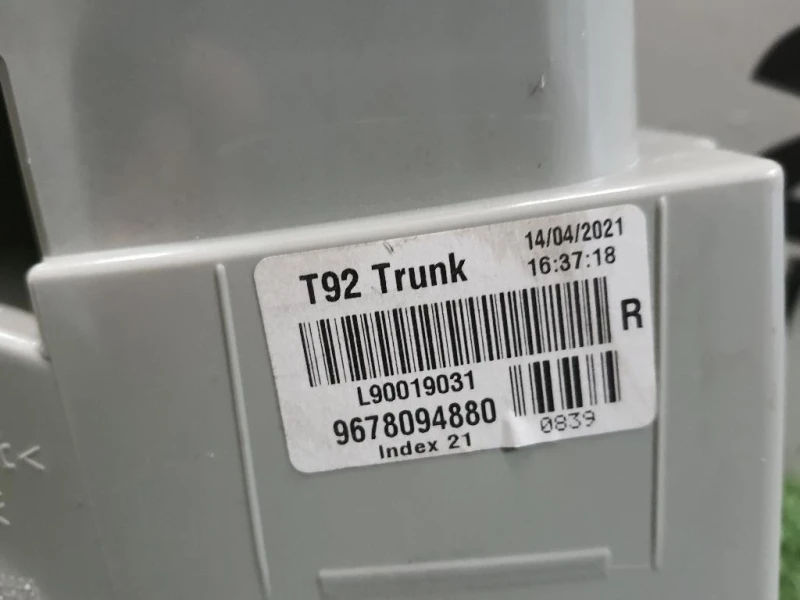 T92 Trunk
14/04/2021
16:37:18
R
L90019031
9678094880
0839
Index 21